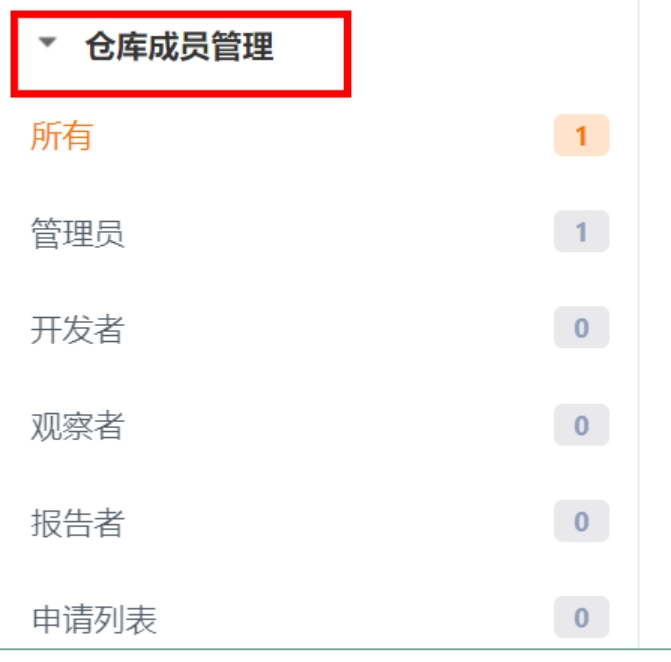 仓库成员管理
所有 1
管理员 1
开发者 0
观察者 0
报告者 0
申请列表 0